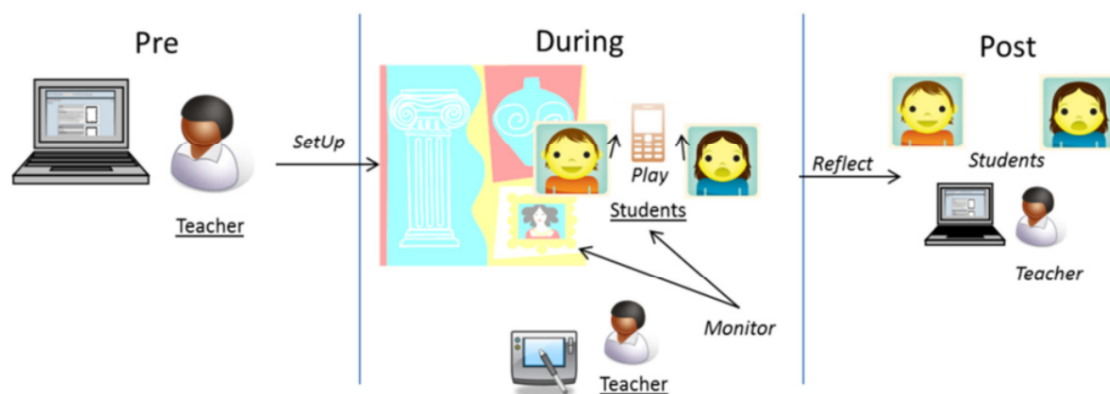 Pre
During
Post
SetUp
Play
Students
Reflect
Students
Teacher
Monitor
Teacher
Teacher